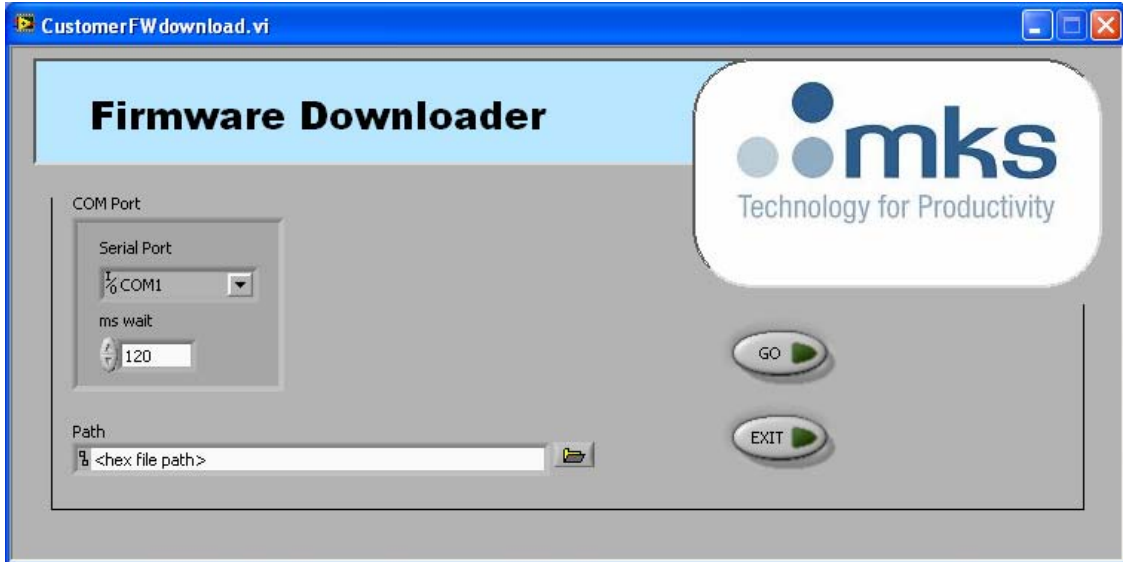 CustomerFWdownload.vi
Firmware Downloader
mks
Technology for Productivity
COM Port
Serial Port
I/O COM1
ms wait
120
GO
Path
EXIT
<hex file path>